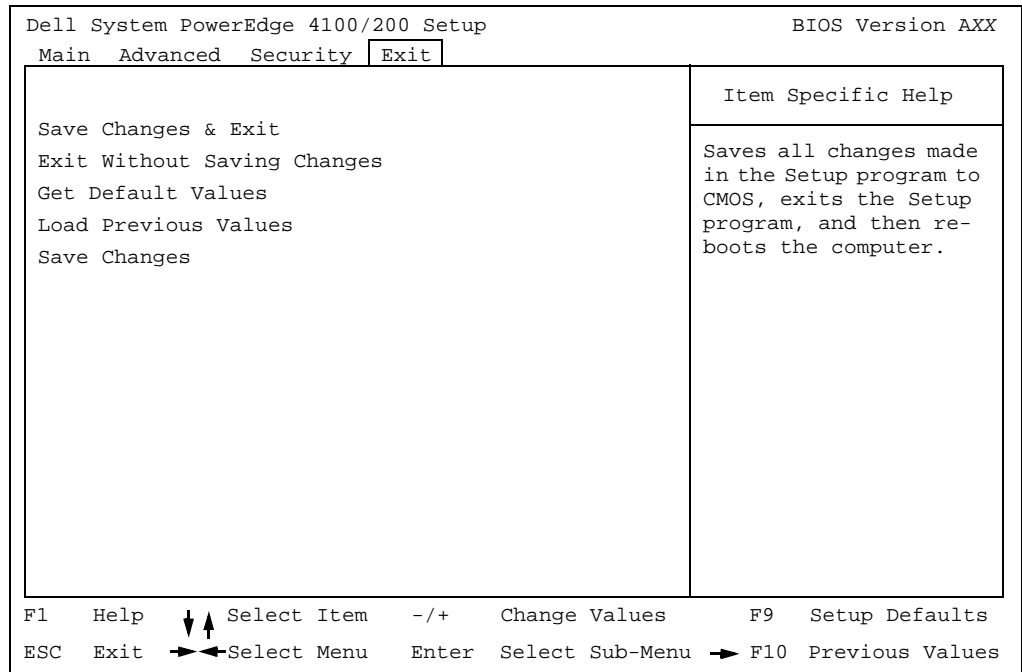 Dell System PowerEdge 4100/200 Setup BIOS Version AXX
Main Advanced Security Exit
Item Specific Help
Save Changes & Exit
Exit Without Saving Changes
Get Default Values
Load Previous Values
Save Changes
Saves all changes made
in the Setup program to
CMOS, exits the Setup
program, and then re-
boots the computer.
F1 Help Select Item -/+ Change Values F9 Setup Defaults
ESC Exit Select Menu Enter Select Sub-Menu F10 Previous Values